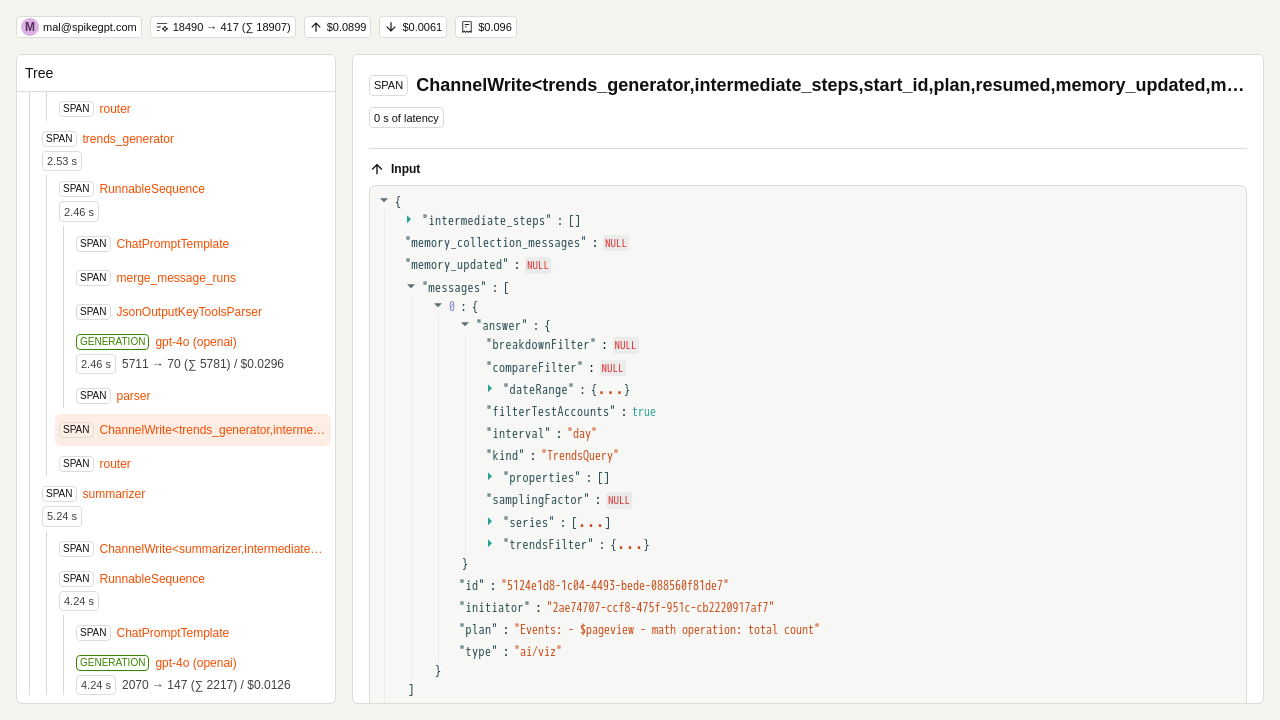 M mal@spikegpt.com 18490 → 417 (∑ 18907) $0.0899 $0.0061 $0.096
Tree
SPAN router
SPAN trends_generator
2.53 s
SPAN RunnableSequence
2.46 s
SPAN ChatPromptTemplate
SPAN merge_message_runs
SPAN JsonOutputKeyToolsParser
GENERATION gpt-4o (openai)
2.46 s 5711 → 70 (∑ 5781) / $0.0296
SPAN parser
SPAN ChannelWrite<trends_generator,interme…
SPAN router
SPAN summarizer
5.24 s
SPAN ChannelWrite<summarizer,intermediate…
SPAN RunnableSequence
4.24 s
SPAN ChatPromptTemplate
GENERATION gpt-4o (openai)
4.24 s 2070 → 147 (∑ 2217) / $0.0126
SPAN ChannelWrite<trends_generator,intermediate_steps,start_id,plan,resumed,memory_updated,m…
0 s of latency
Input
{
"intermediate_steps" : []
"memory_collection_messages" : NULL
"memory_updated" : NULL
"messages" : [
0 : {
"answer" : {
"breakdownFilter" : NULL
"compareFilter" : NULL
"dateRange" : {...}
"filterTestAccounts" : true
"interval" : "day"
"kind" : "TrendsQuery"
"properties" : []
"samplingFactor" : NULL
"series" : [...]
"trendsFilter" : {...}
}
"id" : "5124e1d8-1c04-4493-bede-088560f81de7"
"initiator" : "2ae74707-ccf8-475f-951c-cb2220917af7"
"plan" : "Events: - $pageview - math operation: total count"
"type" : "ai/viz"
}
]